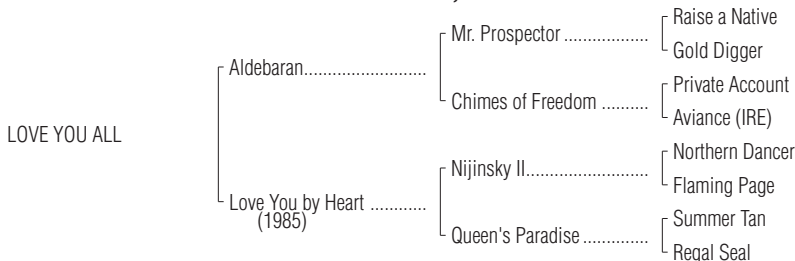 Raise a Native
Mr. Prospector ..................
Gold Digger
Aldebaran..........................
Private Account
Chimes of Freedom ..........
Aviance (IRE)
LOVE YOU ALL
Northern Dancer
Nijinsky II..........................
Flaming Page
Love You by Heart ............
(1985)
Summer Tan
Queen's Paradise ..............
Regal Seal